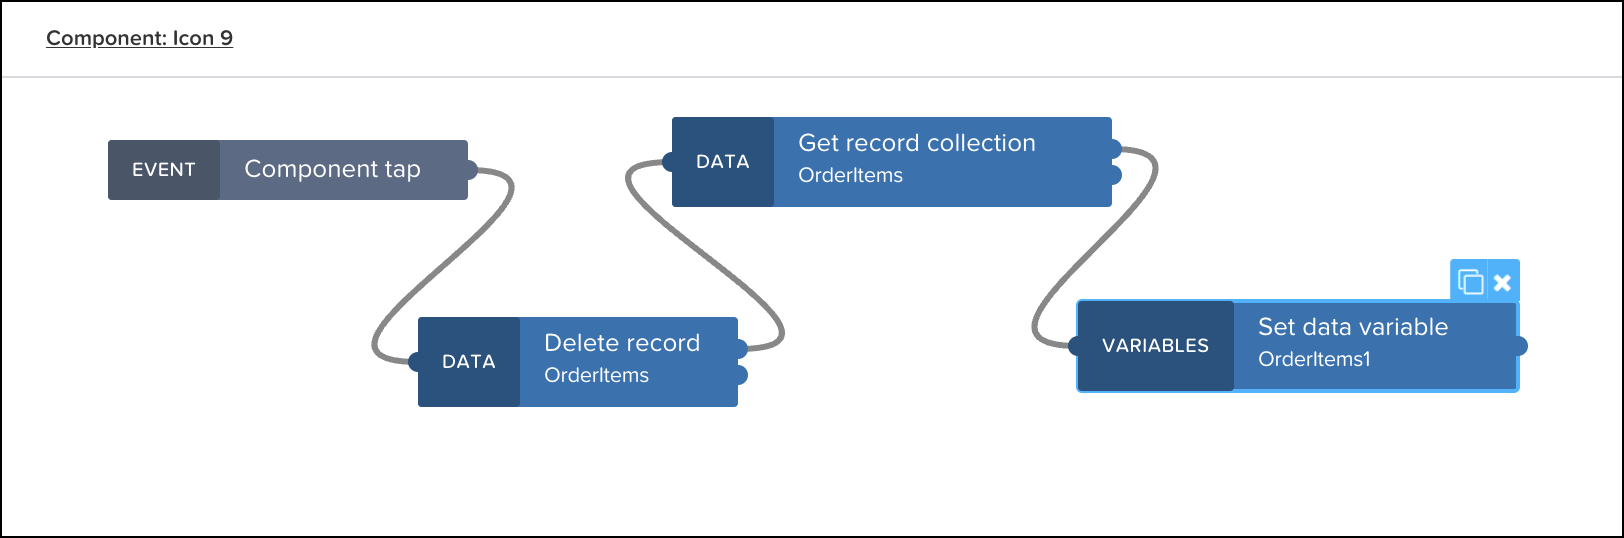 Component: Icon 9
EVENT
Component tap
DATA
Delete record
OrderItems
DATA
Get record collection
OrderItems
VARIABLES
Set data variable
OrderItems1